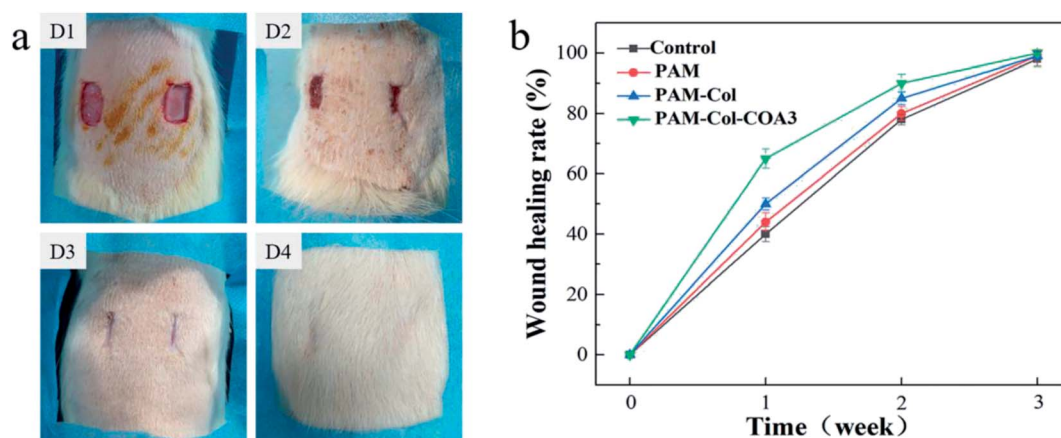 a
D1
D2
D3
D4
b
Wound healing rate (%)
100
80
60
40
20
0
Control
PAM
PAM-Col
PAM-Col-COA3
0
1
2
3
Time（week）